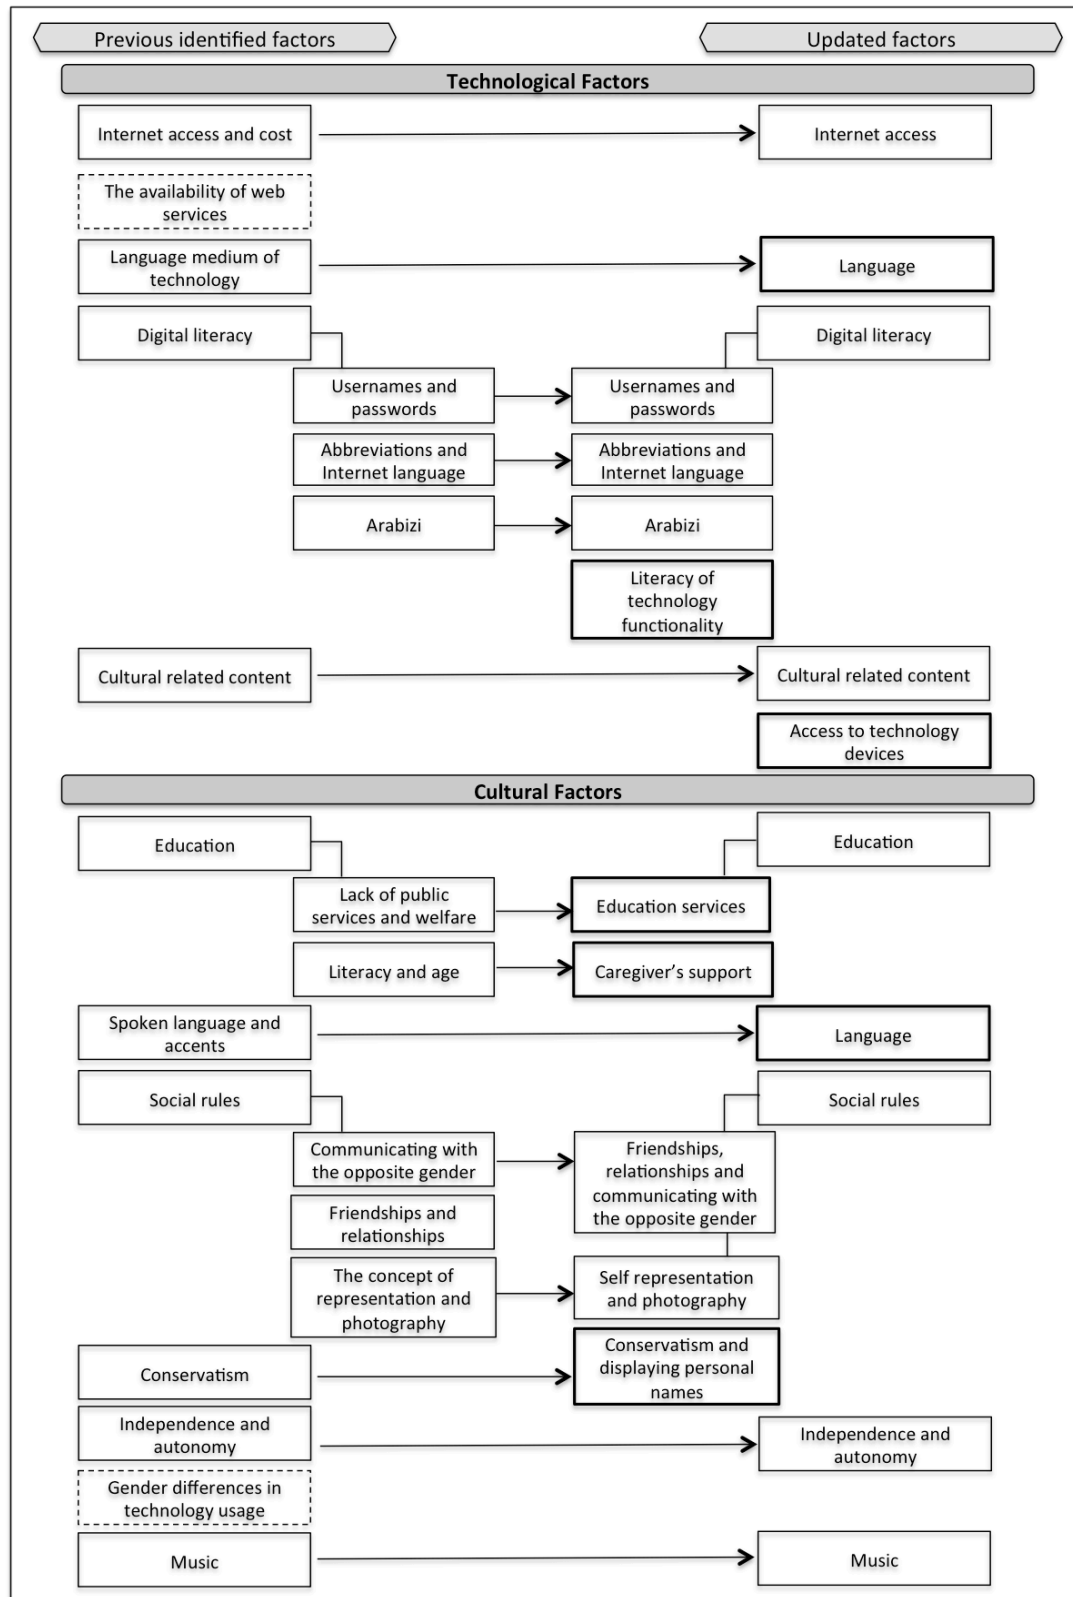 Previous identified factors
Updated factors
Technological Factors
Internet access and cost
Internet access
The availability of web
services
Language medium of
technology
Language
Digital literacy
Digital literacy
Usernames and
passwords
Usernames and
passwords
Abbreviations and
Internet language
Abbreviations and
Internet language
Arabizi
Arabizi
Literacy of
technology
functionality
Cultural related content
Cultural related content
Access to technology
devices
Cultural Factors
Education
Education
Lack of public
services and welfare
Education services
Literacy and age
Caregiver’s support
Spoken language and
accents
Language
Social rules
Social rules
Communicating with
the opposite gender
Friendships,
relationships and
communicating with
the opposite gender
Friendships and
relationships
The concept of
representation and
photography
Self representation
and photography
Conservatism
Conservatism and
displaying personal
names
Independence and
autonomy
Independence and
autonomy
Gender differences in
technology usage
Music
Music